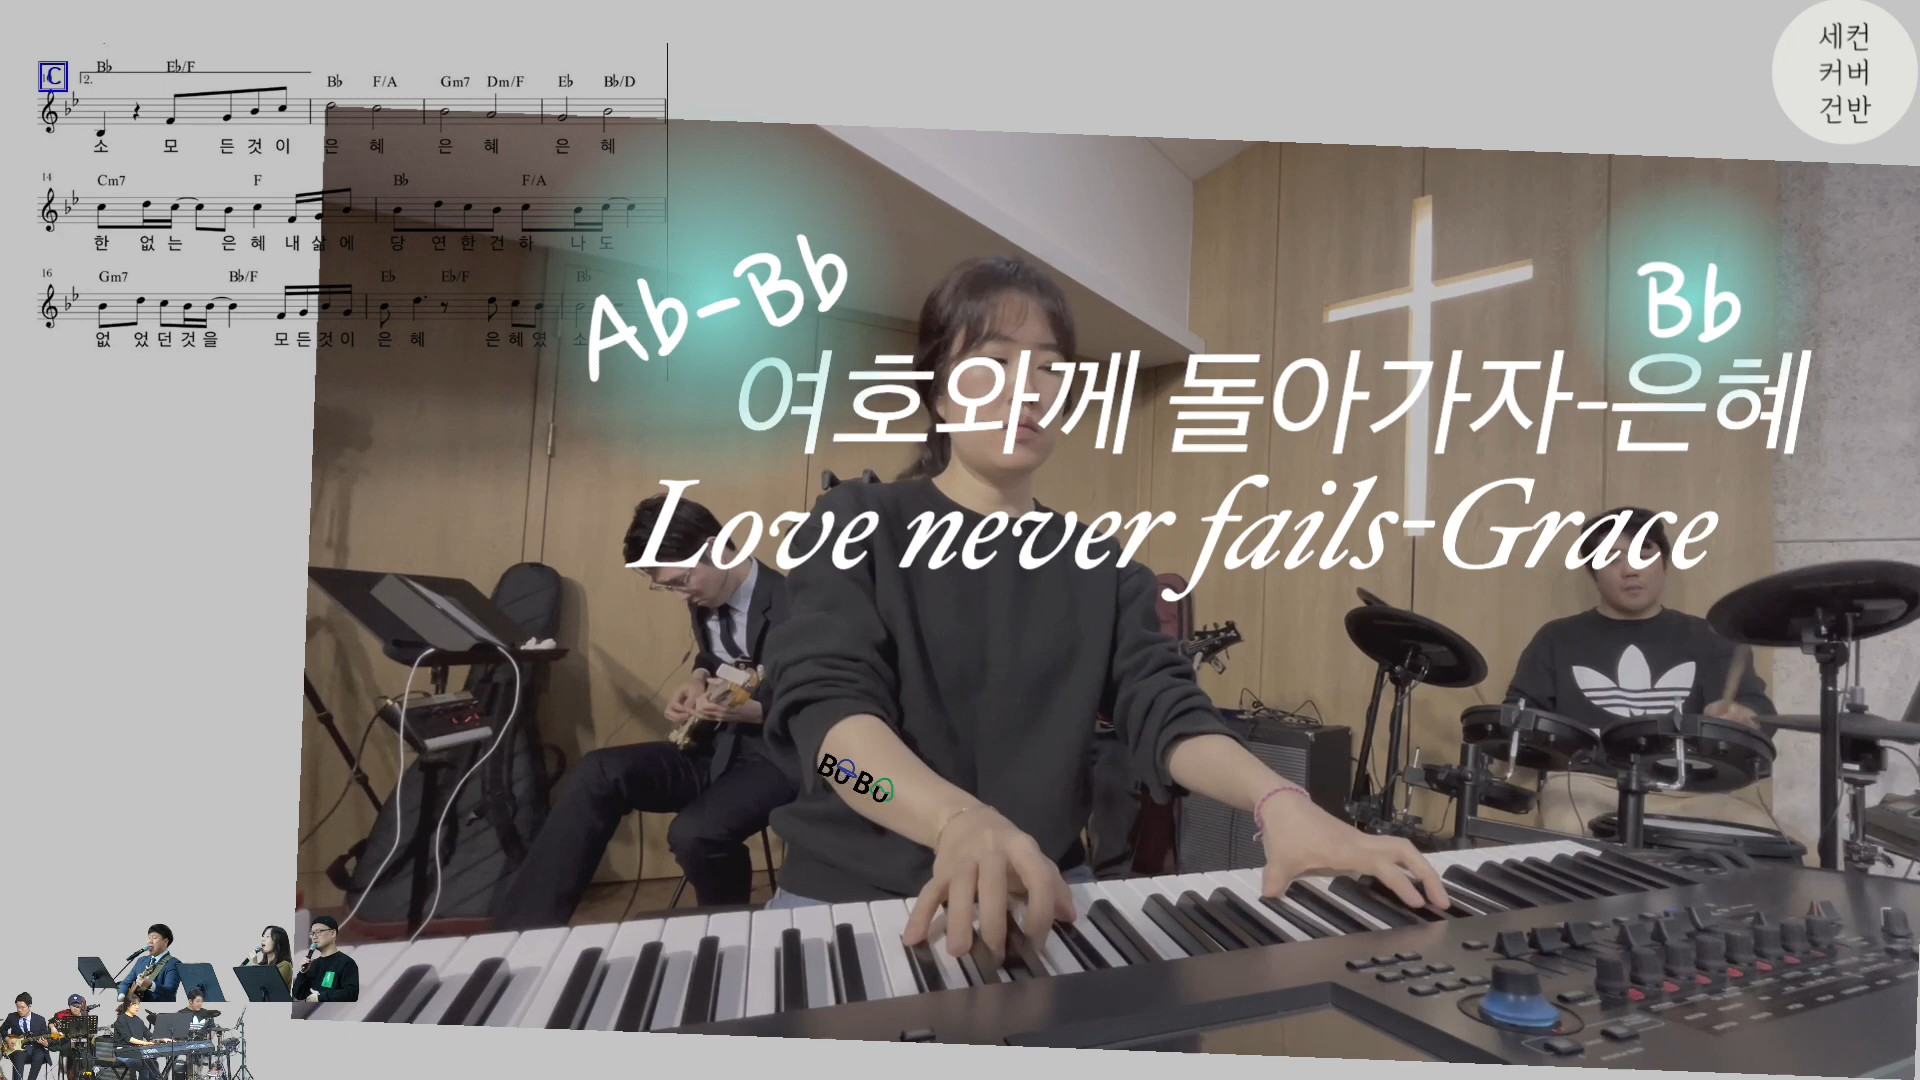 C
2.
Bb Eb/F Bb F/A Gm7 Dm/F Eb Bb/D
소 모 든 것 이 은 혜 은 혜 은 혜
14
Cm7 F Bb F/A
한 없 는 은 혜 내 삶 에 당 연 한 건 하 나 도
16
Gm7 Bb/F Eb Eb/F Bb
없 었 던 것 을 모 든 것 이 은 혜 은 혜 였 소
세컨
커버
건반
Ab-Bb
Bb
여호와께 돌아가자-은혜
Love never fails-Grace
BOBO